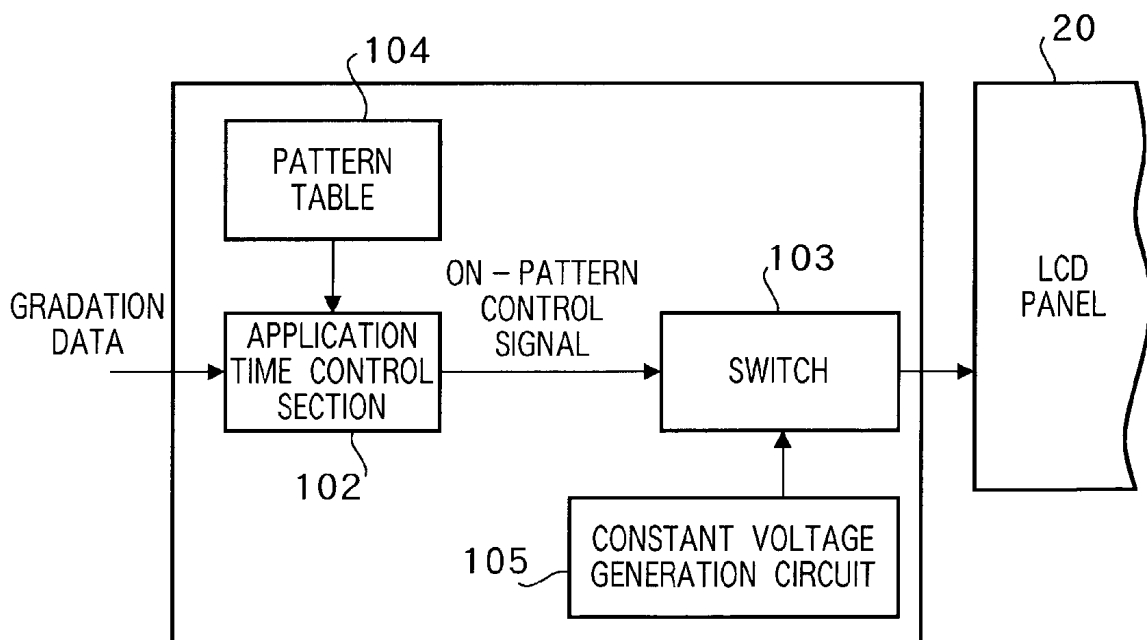 104
20
PATTERN
TABLE
103
ON-PATTERN
CONTROL
SIGNAL
LCD
PANEL
GRADATION
DATA
APPLICATION
TIME CONTROL
SECTION
SWITCH
102
105
CONSTANT VOLTAGE
GENERATION CIRCUIT